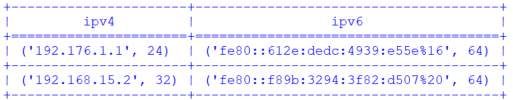 +-----------------------+---------------------------------------+
| ipv4 | ipv6 |
+=======================+=======================================+
| ('192.176.1.1', 24) | ('fe80::612e:dedc:4939:e55e%16', 64) |
+-----------------------+---------------------------------------+
| ('192.168.15.2', 32) | ('fe80::f89b:3294:3f82:d507%20', 64) |
+-----------------------+---------------------------------------+